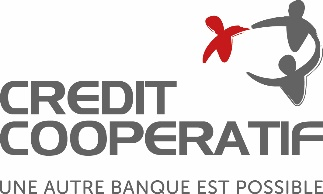 CREDIT
COOPERATIF
UNE AUTRE BANQUE EST POSSIBLE